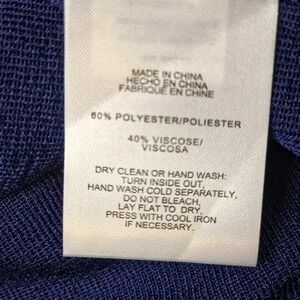 MADE IN CHINA
HECHO EN CHINA
FABRIQUÉ EN CHINE
60% POLYESTER/POLIESTER
40% VISCOSE/
VISCOSA
DRY CLEAN OR HAND WASH:
TURN INSIDE OUT,
HAND WASH COLD SEPARATELY,
DO NOT BLEACH,
LAY FLAT TO DRY,
PRESS WITH COOL IRON
IF NECESSARY.